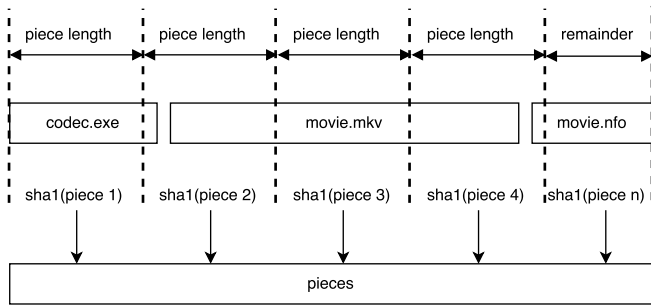 piece length piece length piece length piece length remainder
codec.exe movie.mkv movie.nfo
sha1(piece 1) sha1(piece 2) sha1(piece 3) sha1(piece 4) sha1(piece n)
pieces